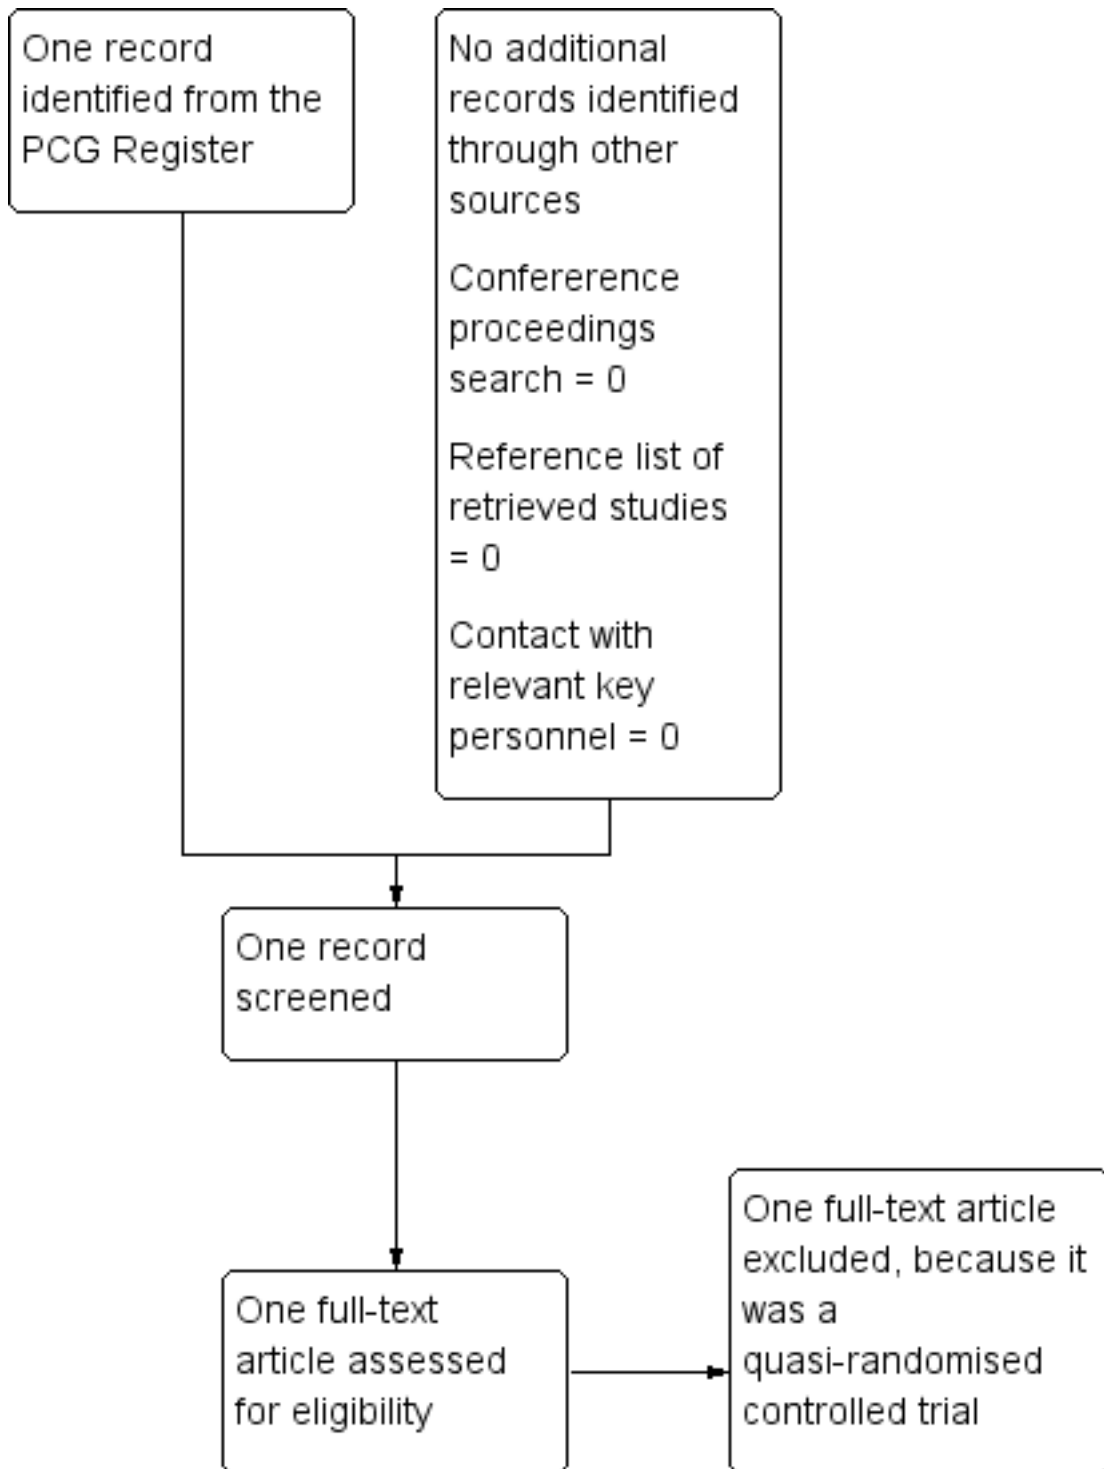 One record
identified from the
PCG Register
No additional
records identified
through other
sources
Confererence
proceedings
search = 0
Reference list of
retrieved studies
= 0
Contact with
relevant key
personnel = 0
One record
screened
One full-text
article assessed
for eligibility
One full-text article
excluded, because it
was a
quasi-randomised
controlled trial